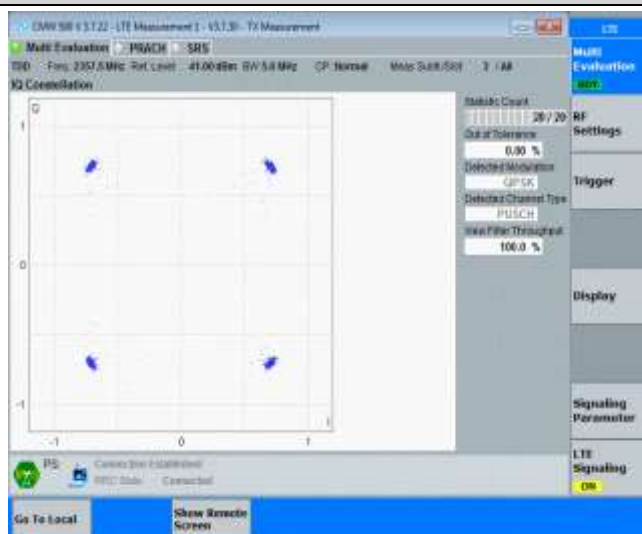 CMW 500 V 3.7.22 - LTE Measurement 1 - V3.7.30 - TX Measurement
LTE
Multi Evaluation PRACH SRS
Multi Evaluation
RDY
TDD Freq: 2357.5 MHz Ref. Level: 41.00 dBm BW: 5.0 MHz CP: Normal Meas Subfr./Slot 3 / All
IQ Constellation
Q
1
0
-1
-1 0 1
I
Statistic Count
20 / 20
Out of Tolerance
0.00 %
Detected Modulation
QPSK
Detected Channel Type
PUSCH
View Filter Throughput
100.0 %
RF Settings
Trigger
Display
Signaling Parameter
LTE Signaling
ON
PS: Connection Established
RRC State Connected
Go To Local
Show Remote Screen